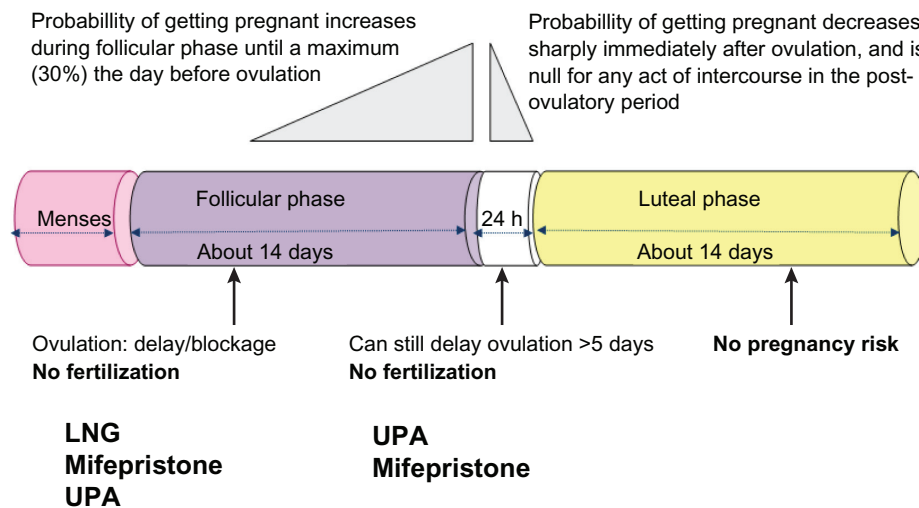 Probabillity of getting pregnant increases
during follicular phase until a maximum
(30%) the day before ovulation
Probabillity of getting pregnant decreases
sharply immediately after ovulation, and is
null for any act of intercourse in the post-
ovulatory period
Menses
Follicular phase
About 14 days
24 h
Luteal phase
About 14 days
Ovulation: delay/blockage
No fertilization
Can still delay ovulation >5 days
No fertilization
No pregnancy risk
LNG
Mifepristone
UPA
UPA
Mifepristone